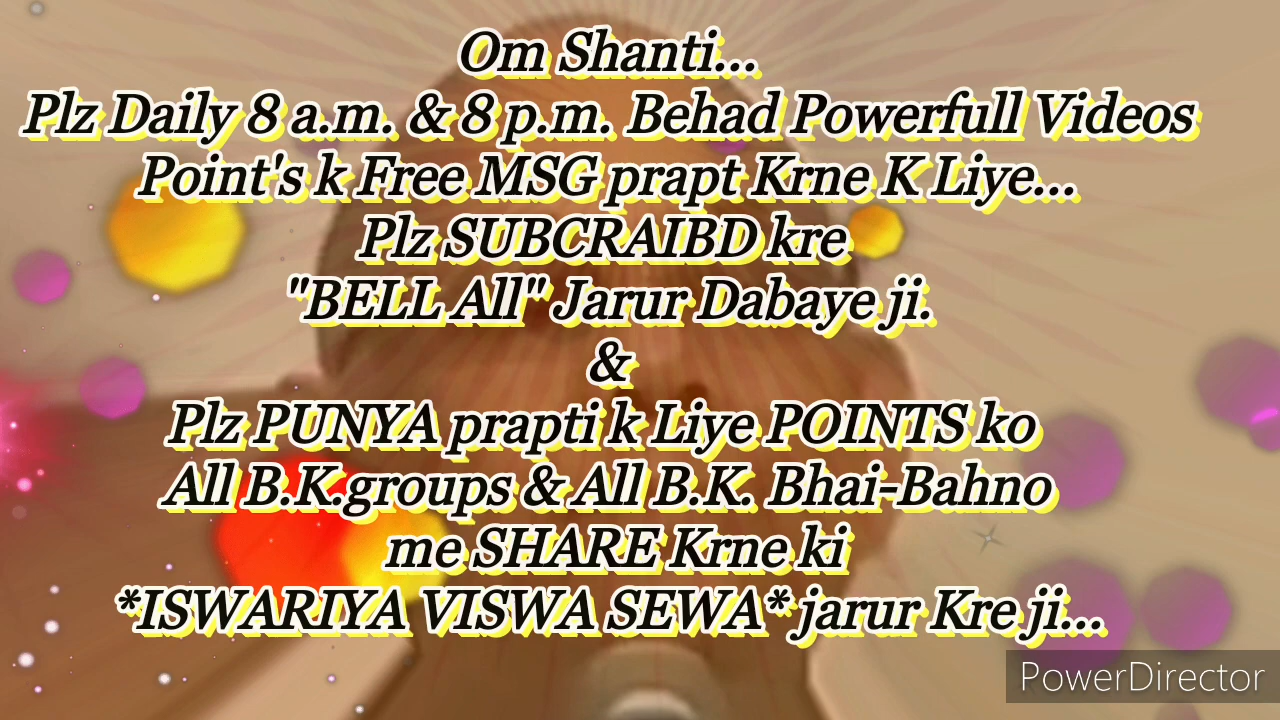 Om Shanti...
Plz Daily 8 a.m. & 8 p.m. Behad Powerfull Videos
Point's k Free MSG prapt Krne K Liye...
Plz SUBCRAIBD kre
"BELL All" Jarur Dabaye ji.
&
Plz PUNYA prapti k Liye POINTS ko
All B.K.groups & All B.K. Bhai-Bahno
me SHARE Krne ki
*ISWARIYA VISWA SEWA* jarur Kre ji...
PowerDirector